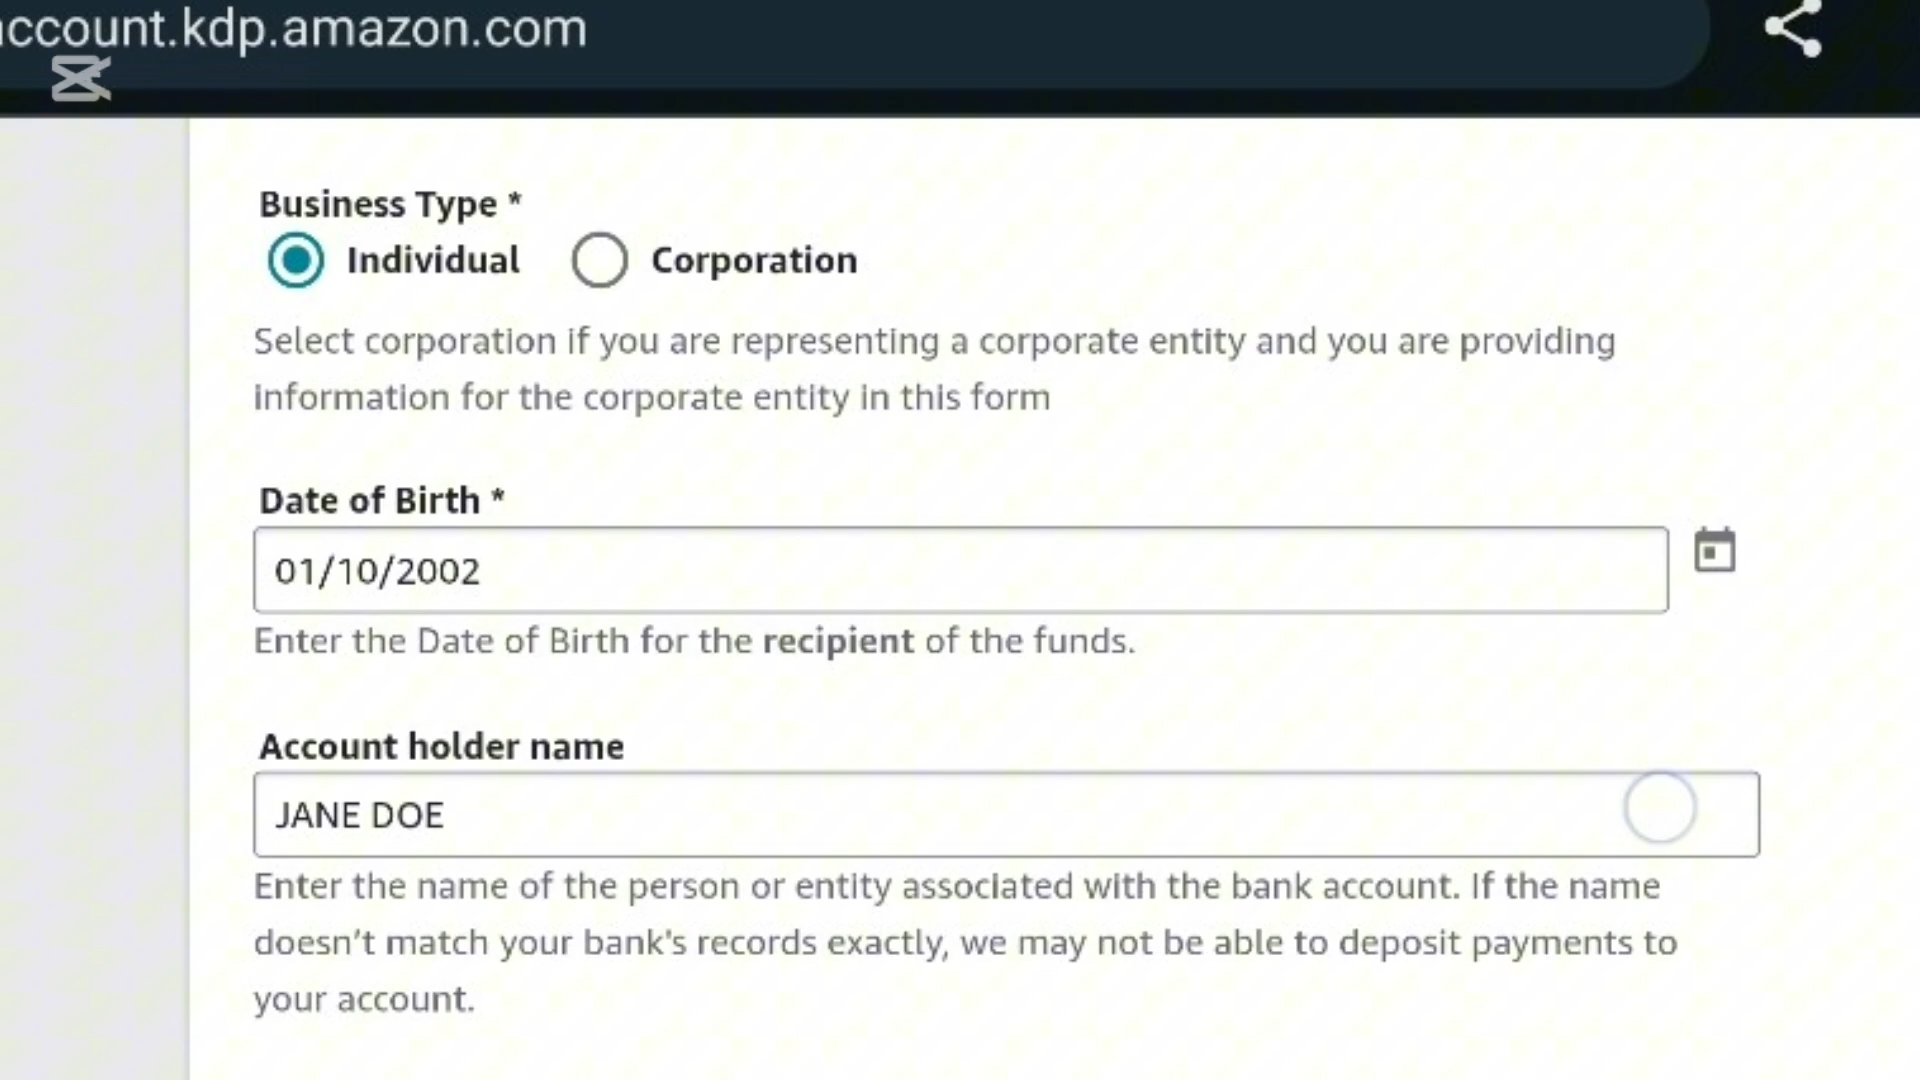 account.kdp.amazon.com
Business Type *
Individual Corporation
Select corporation if you are representing a corporate entity and you are providing
information for the corporate entity in this form
Date of Birth *
01/10/2002
Enter the Date of Birth for the recipient of the funds.
Account holder name
JANE DOE
Enter the name of the person or entity associated with the bank account. If the name
doesn’t match your bank's records exactly, we may not be able to deposit payments to
your account.